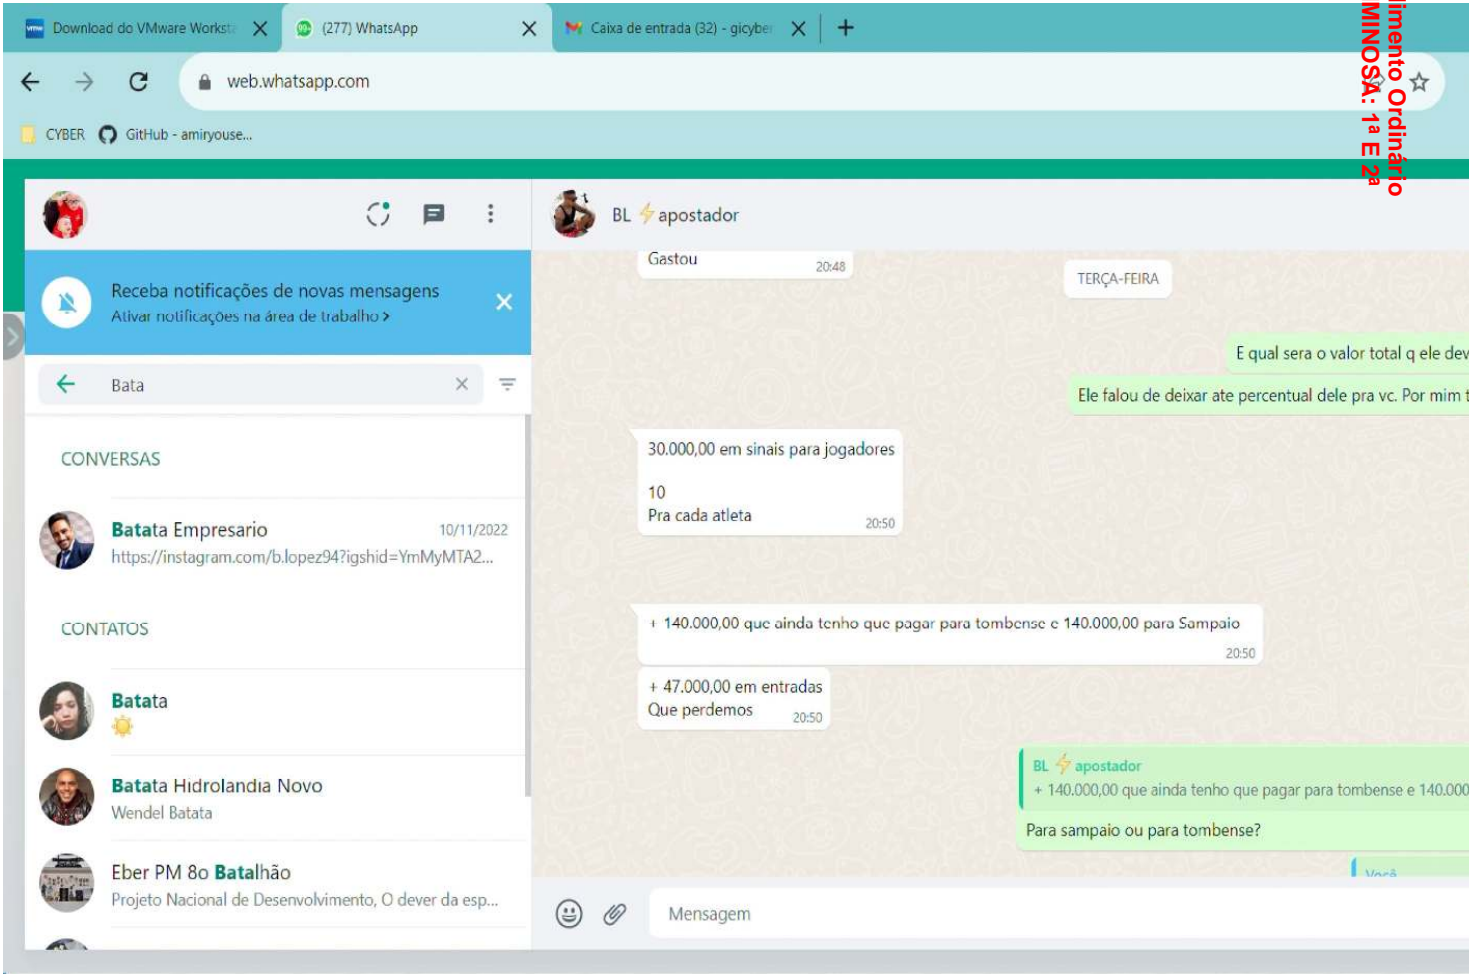 Download do VMware Workst
(277) WhatsApp
Caixa de entrada (32) - gicyber
web.whatsapp.com
CYBER
GitHub - amiryouse...
limento Ordinário
MINOSA: 1ª E 2ª
Receba notificações de novas mensagens
Ativar notificações na área de trabalho >
Bata
CONVERSAS
Batata Empresario
10/11/2022
https://instagram.com/b.lopez94?igshid=YmMyMTA2...
CONTATOS
Batata
Batata Hidrolandia Novo
Wendel Batata
Eber PM 8o Batalhão
Projeto Nacional de Desenvolvimento, O dever da esp...
BL ⚡ apostador
Gastou
20:48
TERÇA-FEIRA
E qual sera o valor total q ele dev
Ele falou de deixar ate percentual dele pra vc. Por mim t
30.000,00 em sinais para jogadores
10
Pra cada atleta
20:50
+ 140.000,00 que ainda tenho que pagar para tombense e 140.000,00 para Sampaio
20:50
+ 47.000,00 em entradas
Que perdemos
20:50
BL ⚡ apostador
+ 140.000,00 que ainda tenho que pagar para tombense e 140.000
Para sampaio ou para tombense?
Você
Mensagem